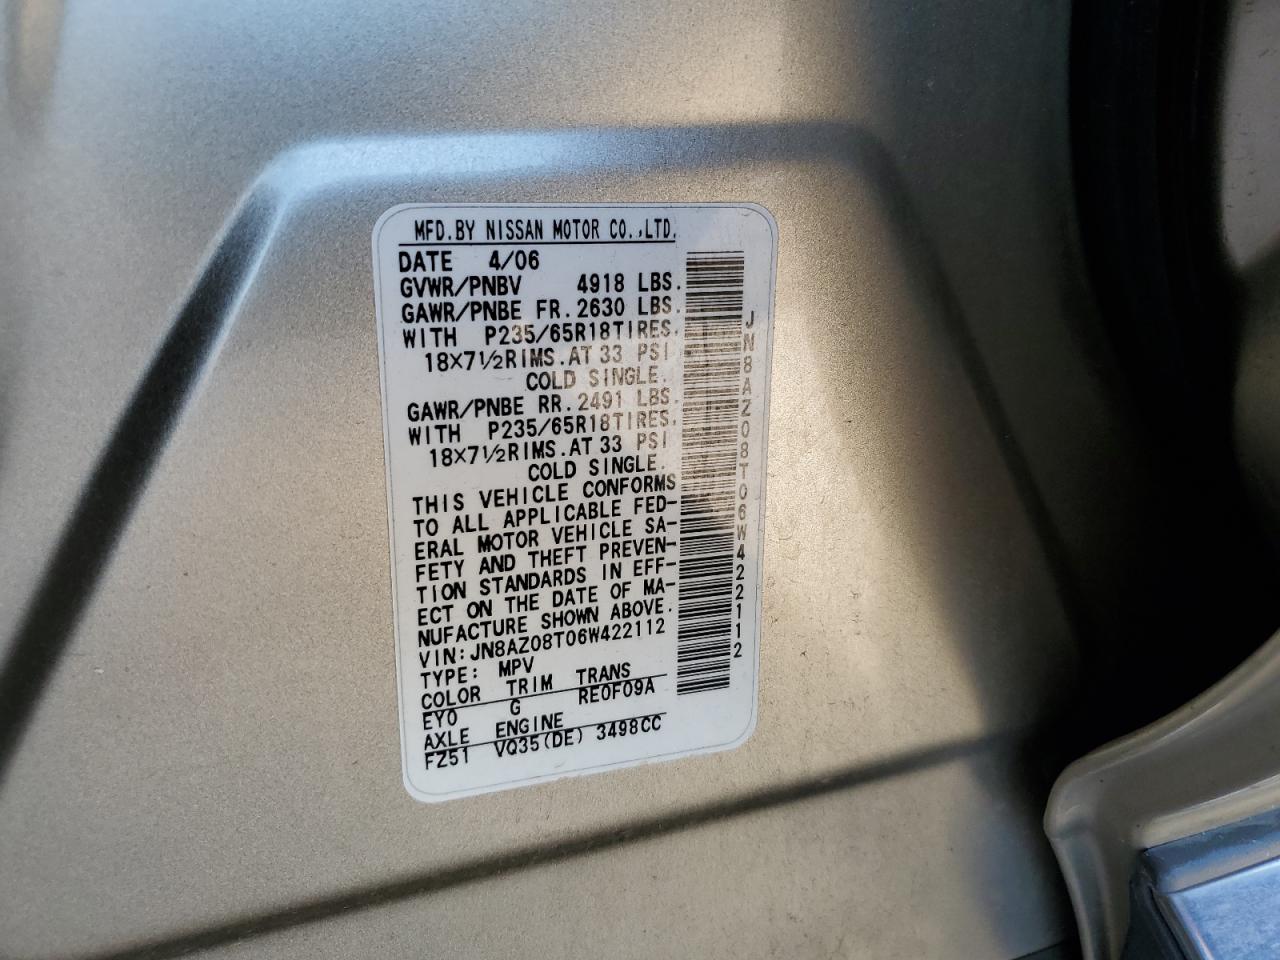 MFD.BY NISSAN MOTOR CO.,LTD.
DATE 4/06
GVWR/PNBV 4918 LBS.
GAWR/PNBE FR. 2630 LBS.
WITH P235/65R18TIRES.
18×7½RIMS.AT 33 PSI
COLD SINGLE.
GAWR/PNBE RR. 2491 LBS.
WITH P235/65R18TIRES.
18×7½RIMS.AT 33 PSI
COLD SINGLE.
THIS VEHICLE CONFORMS
TO ALL APPLICABLE FED-
ERAL MOTOR VEHICLE SA-
FETY AND THEFT PREVEN-
TION STANDARDS IN EFF-
ECT ON THE DATE OF MA-
NUFACTURE SHOWN ABOVE.
VIN:JN8AZ08T06W422112
TYPE: MPV
COLOR TRIM TRANS
EY0 G RE0F09A
AXLE ENGINE
FZ51 VQ35(DE) 3498CC
JN8AZ08T06W422112